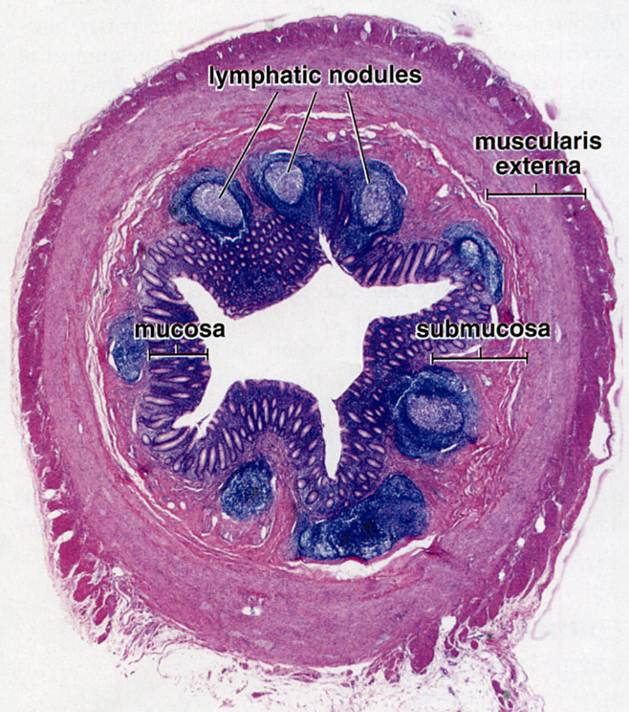 lymphatic nodules
muscularis
externa
mucosa
submucosa